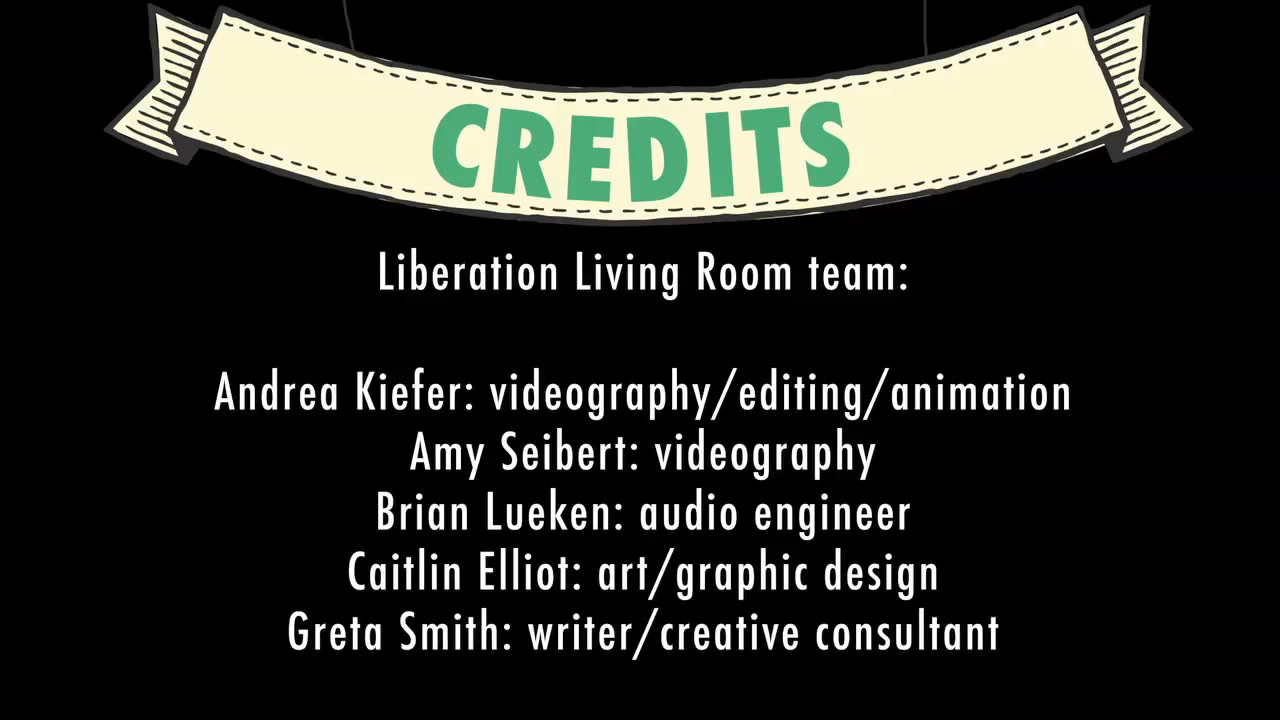 CREDITS
Liberation Living Room team:
Andrea Kiefer: videography/editing/animation
Amy Seibert: videography
Brian Lueken: audio engineer
Caitlin Elliot: art/graphic design
Greta Smith: writer/creative consultant